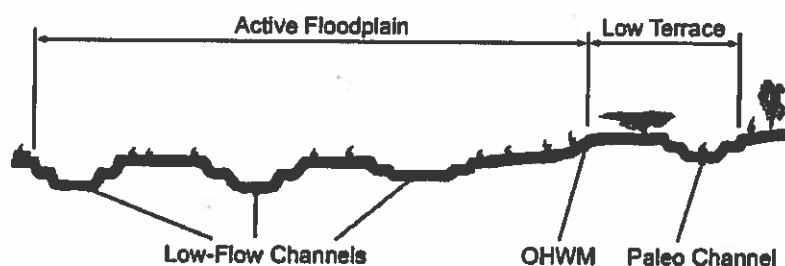 Active Floodplain
Low Terrace
Low-Flow Channels
OHWM
Paleo Channel